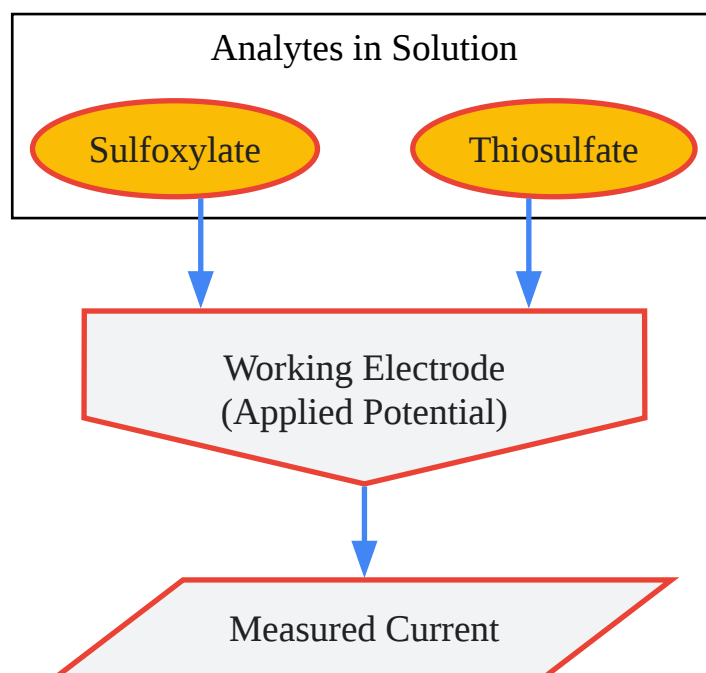 Analytes in Solution
Sulfoxylate
Thiosulfate
Working Electrode
(Applied Potential)
Measured Current